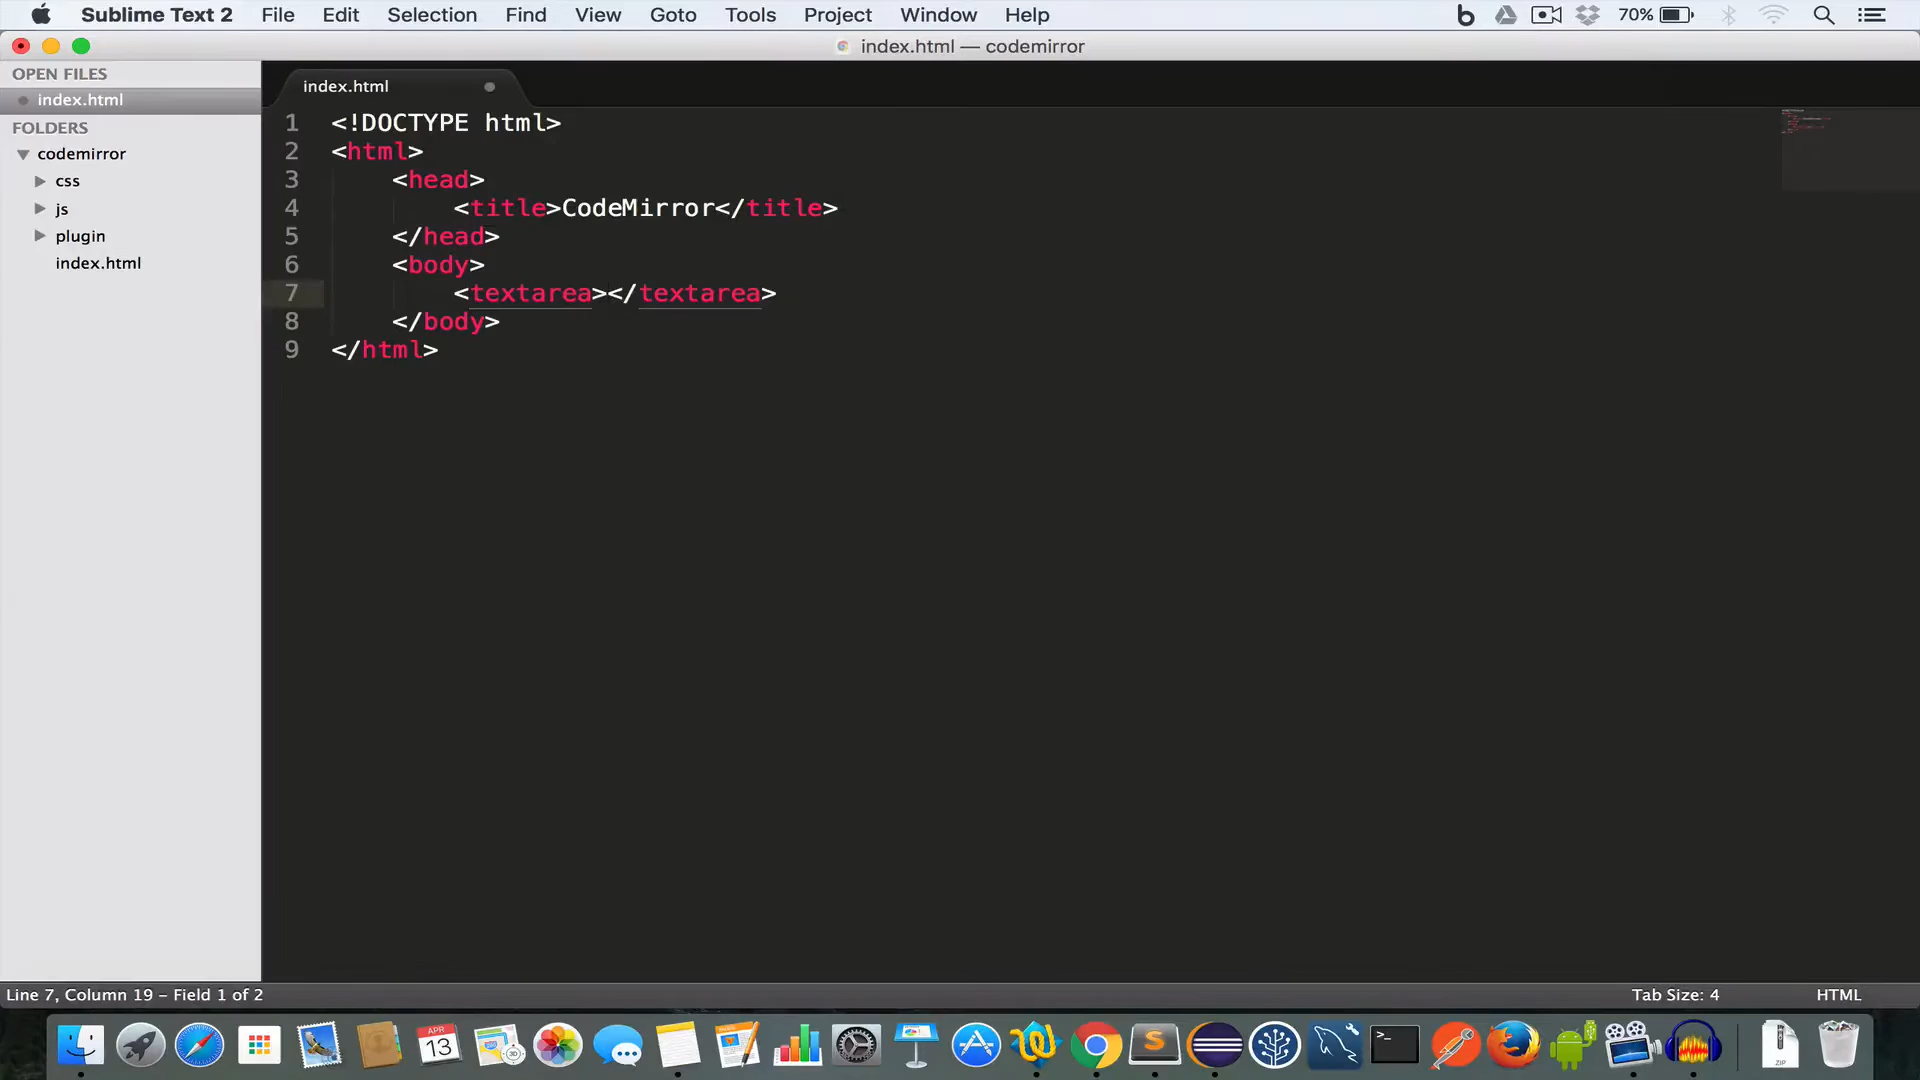 Sublime Text 2 File Edit Selection Find View Goto Tools Project Window Help 70%
index.html — codemirror
OPEN FILES
index.html
FOLDERS
codemirror
css
js
plugin
index.html
index.html
1 <!DOCTYPE html>
2 <html>
3 <head>
4 <title>CodeMirror</title>
5 </head>
6 <body>
7 <textarea></textarea>
8 </body>
9 </html>
Line 7, Column 19 - Field 1 of 2 Tab Size: 4 HTML
APR
13
ZIP